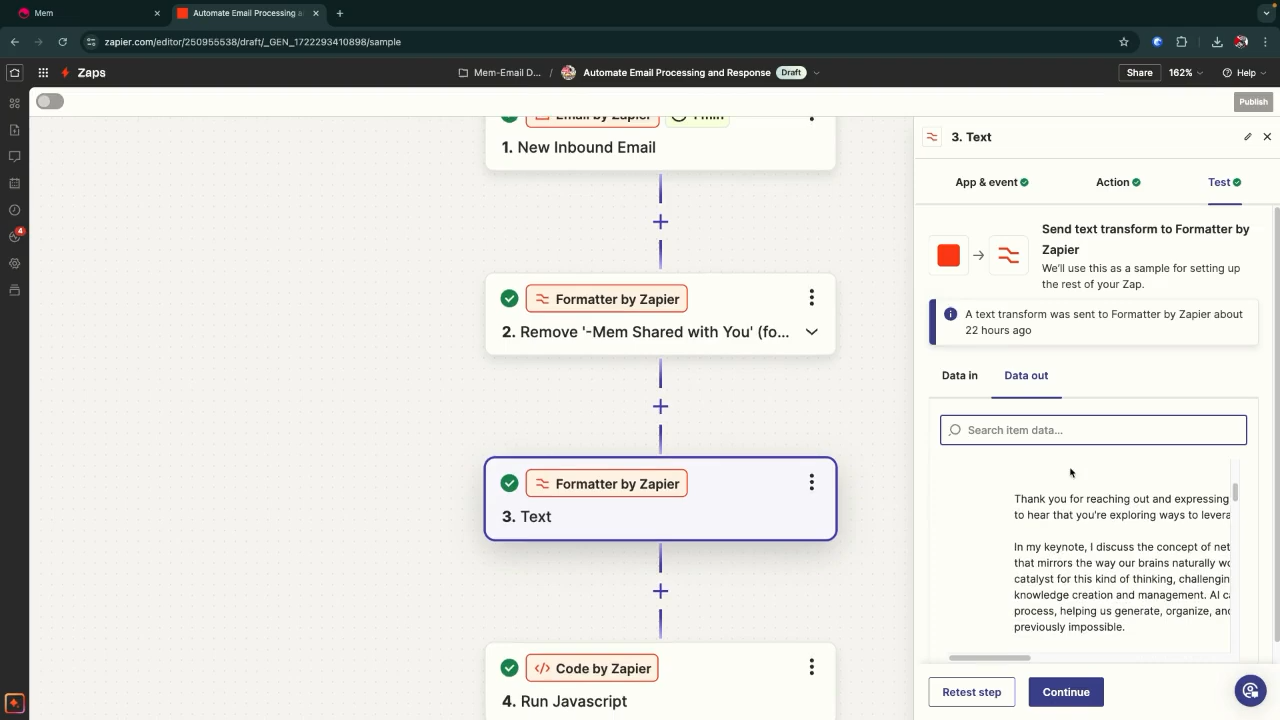 Mem
Automate Email Processing a
zapier.com/editor/250955538/draft/_GEN_1722293410898/sample
Zaps
Mem-Email D... / Automate Email Processing and Response Draft
Share
162%
Help
Publish
4
Email by Zapier
1 min
1. New Inbound Email
Formatter by Zapier
2. Remove '-Mem Shared with You' (fo...
Formatter by Zapier
3. Text
Code by Zapier
4. Run Javascript
3. Text
App & event
Action
Test
Send text transform to Formatter by
Zapier
We'll use this as a sample for setting up
the rest of your Zap.
A text transform was sent to Formatter by Zapier about
22 hours ago
Data in
Data out
Search item data...
Thank you for reaching out and expressing
to hear that you're exploring ways to levera
In my keynote, I discuss the concept of net
that mirrors the way our brains naturally wo
catalyst for this kind of thinking, challengin
knowledge creation and management. AI ca
process, helping us generate, organize, and
previously impossible.
Retest step
Continue